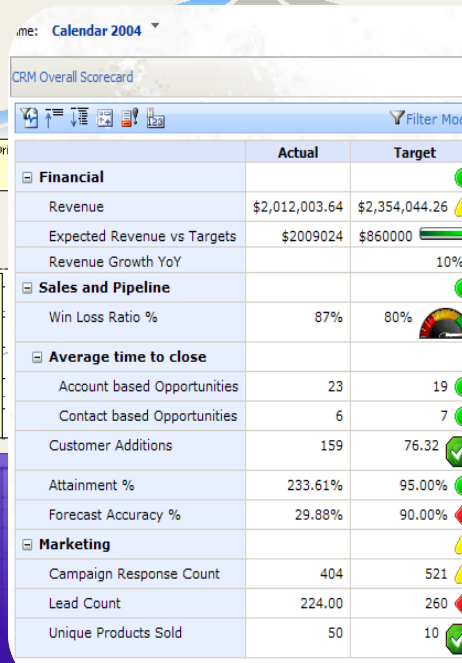 me: Calendar 2004
CRM Overall Scorecard
123
Filter Mod
Actual Target
Financial
Revenue $2,012,003.64 $2,354,044.26
Expected Revenue vs Targets $2009024 $860000
Revenue Growth YoY 10%
Sales and Pipeline
Win Loss Ratio % 87% 80%
Average time to close
Account based Opportunities 23 19
Contact based Opportunities 6 7
Customer Additions 159 76.32
Attainment % 233.61% 95.00%
Forecast Accuracy % 29.88% 90.00%
Marketing
Campaign Response Count 404 521
Lead Count 224.00 260
Unique Products Sold 50 10